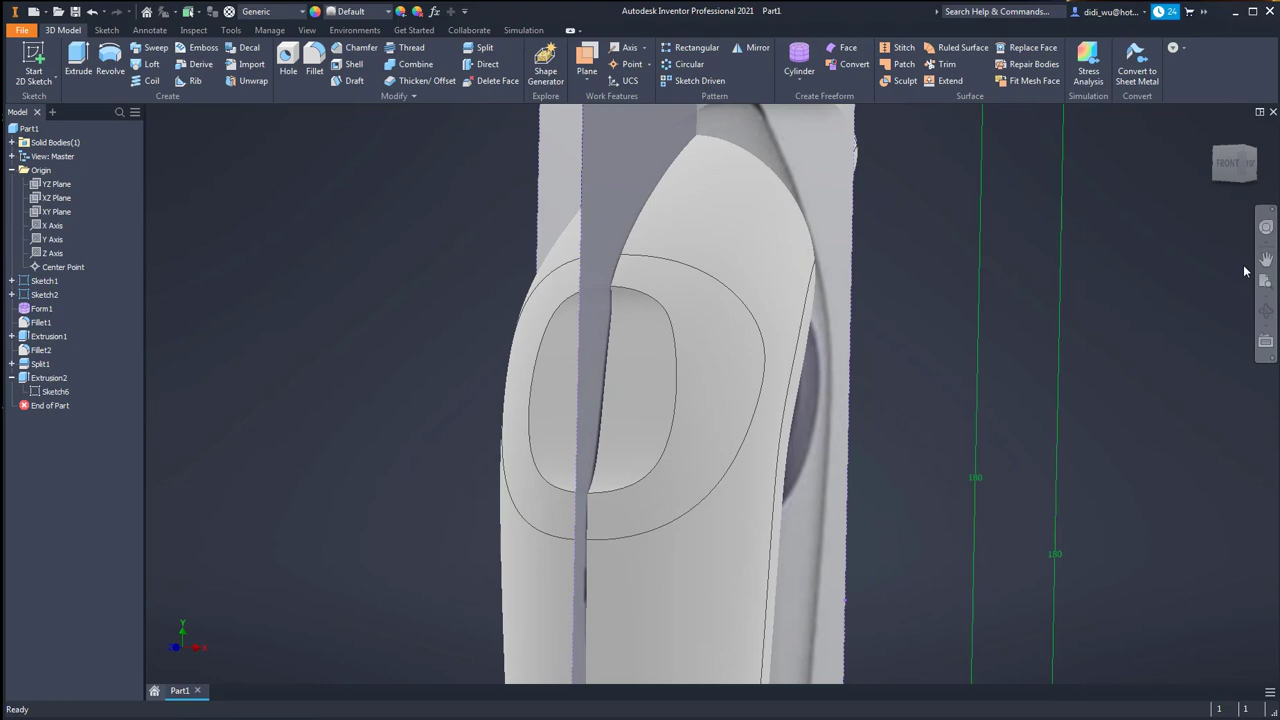 Generic
Default
Autodesk Inventor Professional 2021 Part1
Search Help & Commands...
didi_wu@hot...
24
File 3D Model Sketch Annotate Inspect Tools Manage View Environments Get Started Collaborate Simulation
Start
2D Sketch
Sketch
Extrude
Revolve
Sweep Emboss Decal
Loft Derive Import
Coil Rib Unwrap
Create
Hole
Fillet
Chamfer Thread Split
Shell Combine Direct
Draft Thicken/ Offset Delete Face
Modify
Shape
Generator
Explore
Plane
Axis
Point
UCS
Work Features
Rectangular Mirror
Circular
Sketch Driven
Pattern
Cylinder
Face
Convert
Create Freeform
Stitch Ruled Surface Replace Face
Patch Trim Repair Bodies
Sculpt Extend Fit Mesh Face
Surface
Stress
Analysis
Simulation
Convert to
Sheet Metal
Convert
Model
Part1
Solid Bodies(1)
View: Master
Origin
YZ Plane
XZ Plane
XY Plane
X Axis
Y Axis
Z Axis
Center Point
Sketch1
Sketch2
Form1
Fillet1
Extrusion1
Fillet2
Split1
Extrusion2
Sketch6
End of Part
FRONT
180
180
Y
X
Part1
Ready
1 1